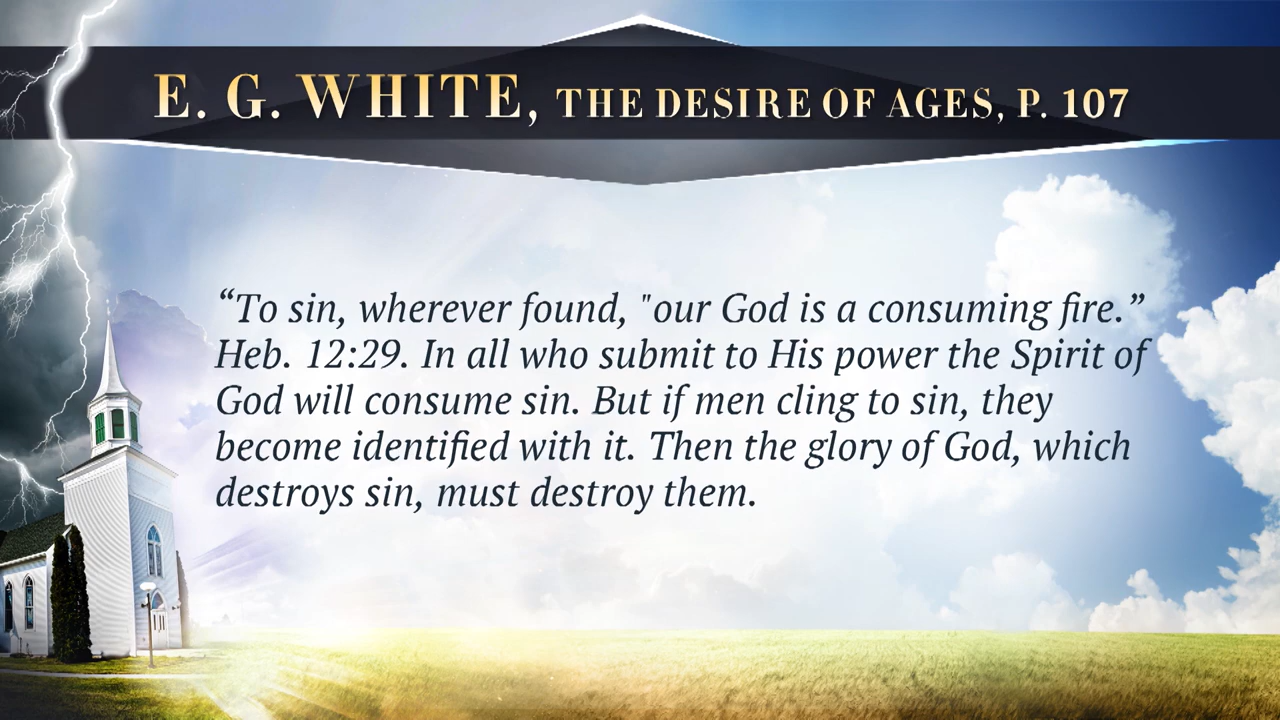 E. G. WHITE, THE DESIRE OF AGES, P. 107
“To sin, wherever found, "our God is a consuming fire.”
Heb. 12:29. In all who submit to His power the Spirit of
God will consume sin. But if men cling to sin, they
become identified with it. Then the glory of God, which
destroys sin, must destroy them.